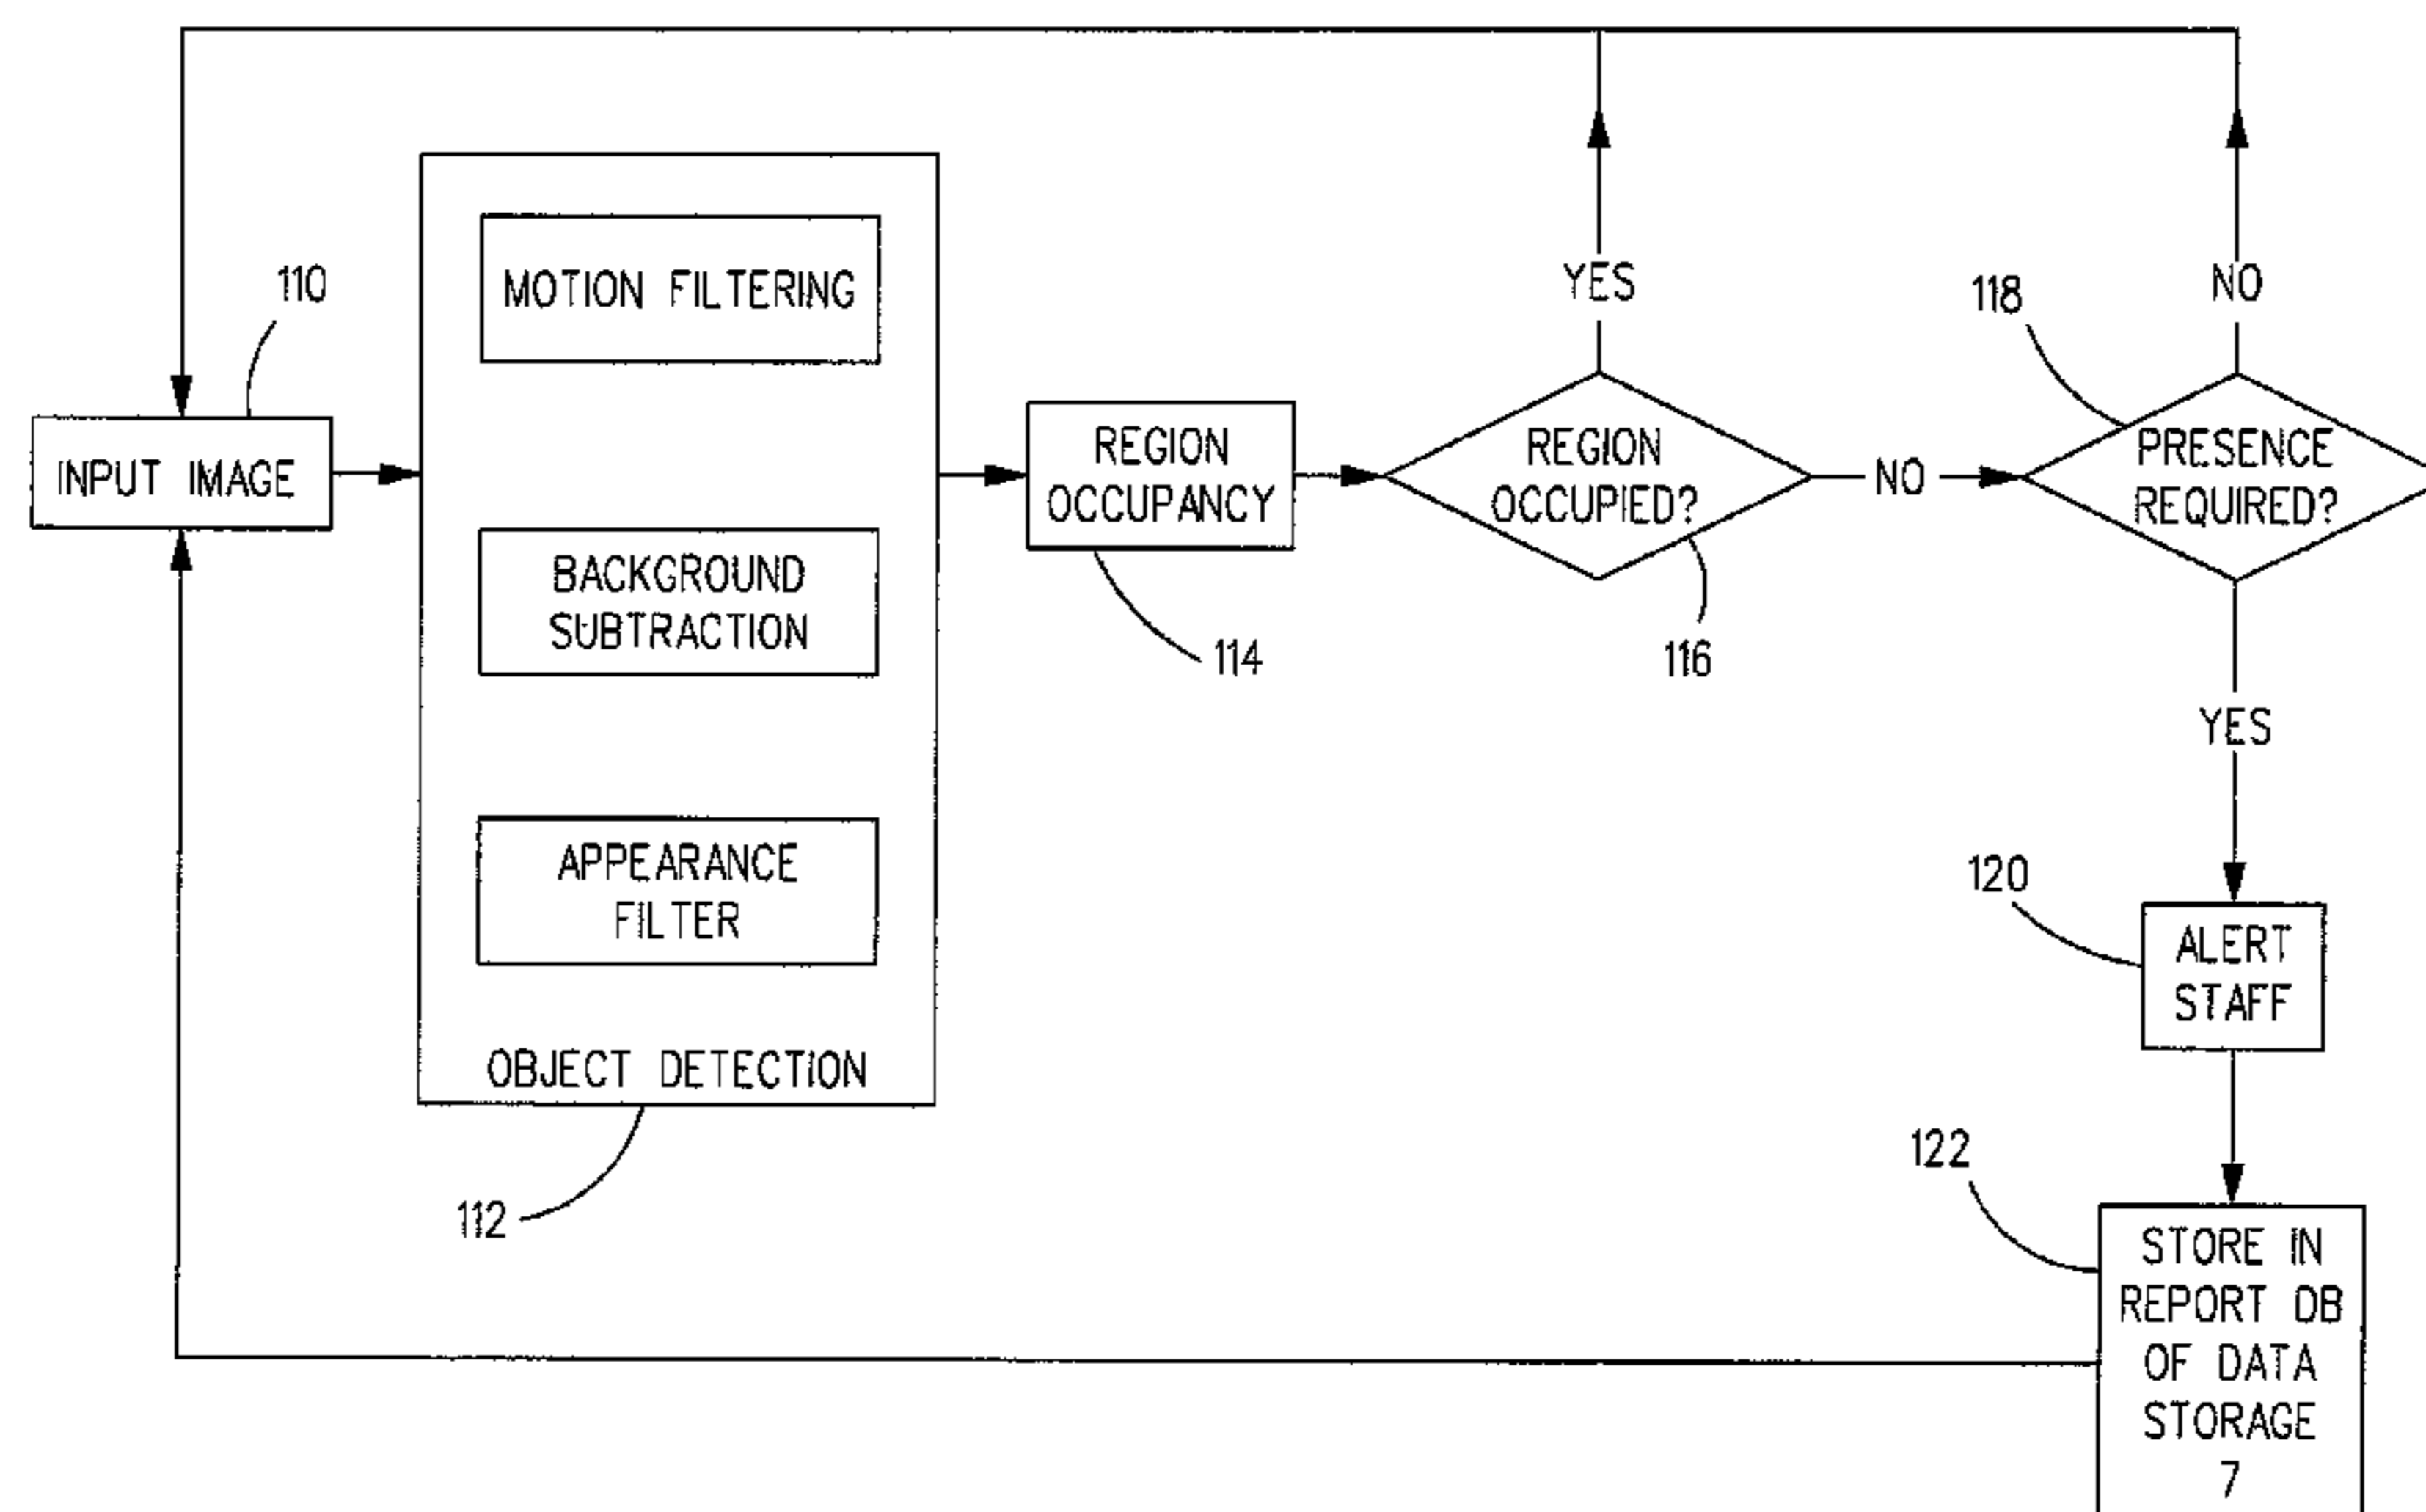 110
INPUT IMAGE
MOTION FILTERING
BACKGROUND
SUBTRACTION
APPEARANCE
FILTER
OBJECT DETECTION
112
REGION
OCCUPANCY
114
YES
REGION
OCCUPIED?
116
NO
118
NO
PRESENCE
REQUIRED?
YES
120
ALERT
STAFF
122
STORE IN
REPORT DB
OF DATA
STORAGE
7